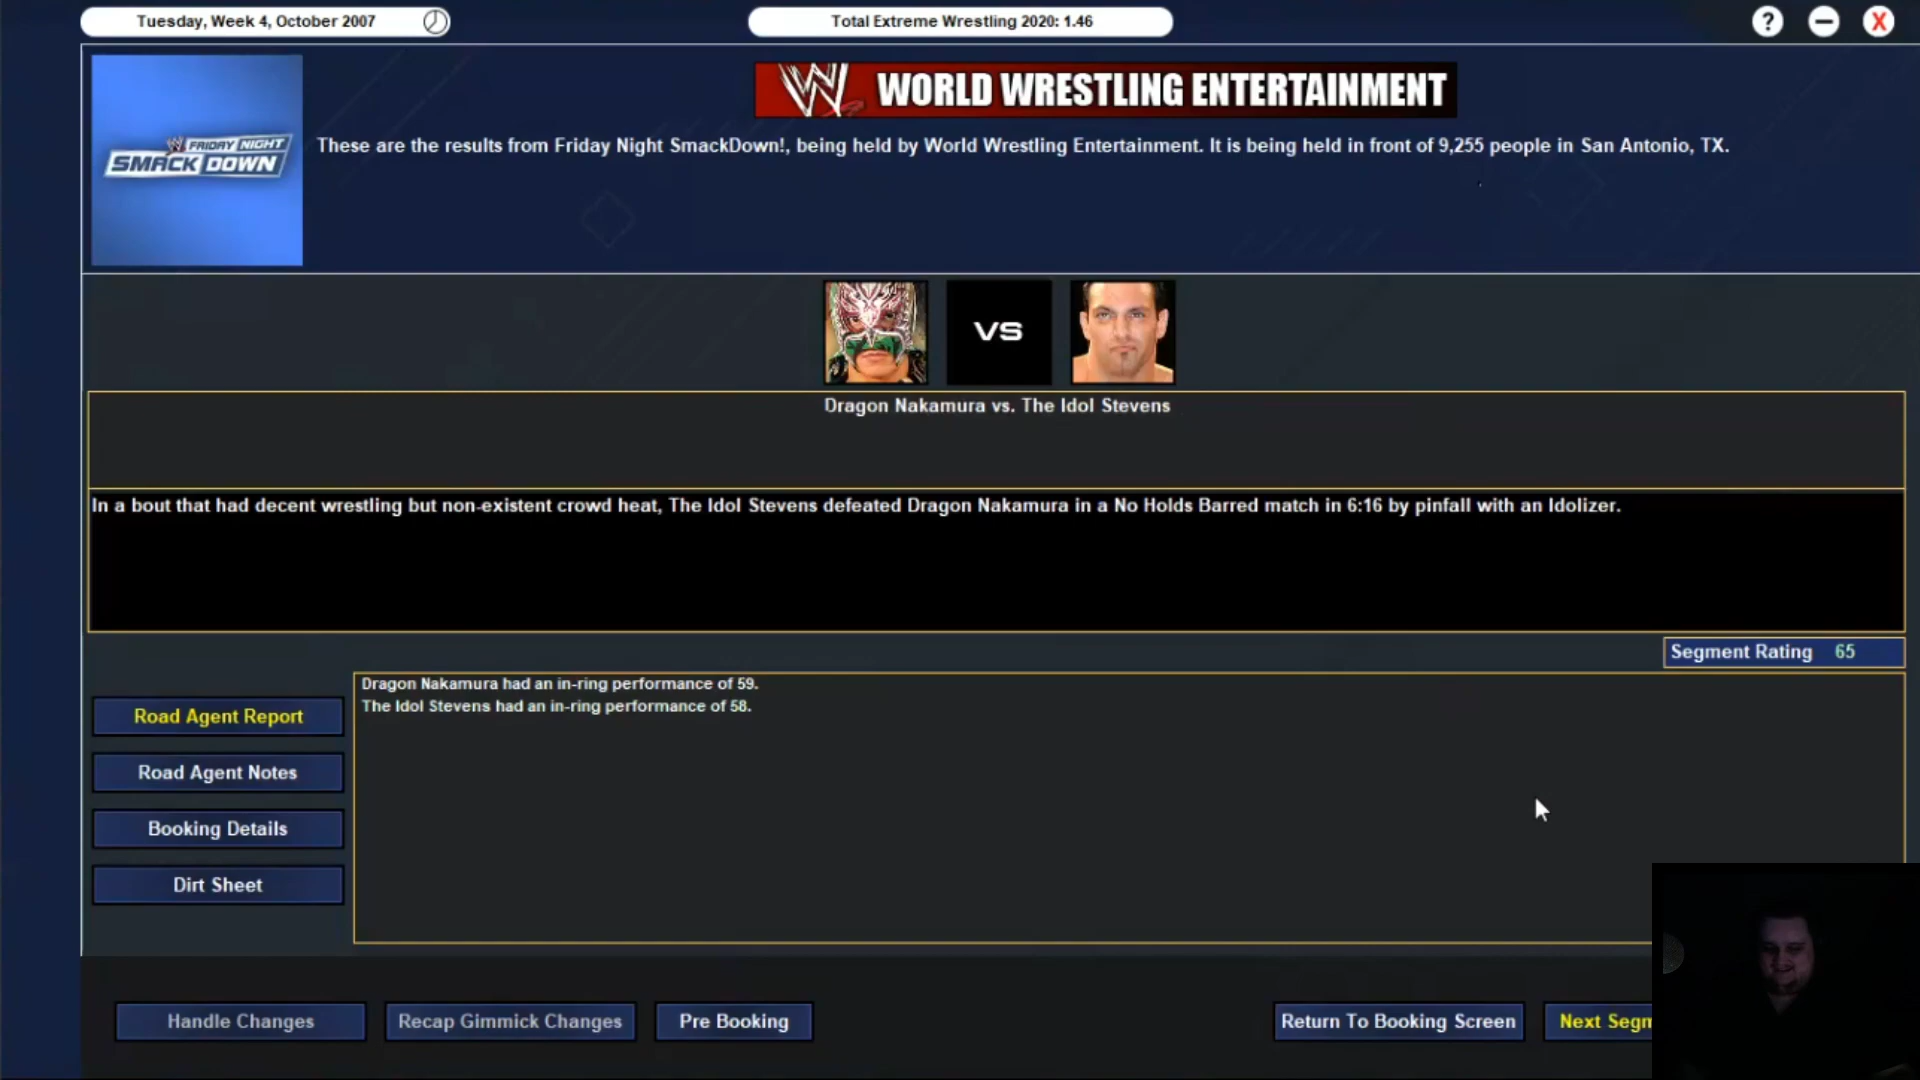 Tuesday, Week 4, October 2007
Total Extreme Wrestling 2020: 1.46
?
X
W WORLD WRESTLING ENTERTAINMENT
FRIDAY NIGHT
SMACK DOWN
These are the results from Friday Night SmackDown!, being held by World Wrestling Entertainment. It is being held in front of 9,255 people in San Antonio, TX.
VS
Dragon Nakamura vs. The Idol Stevens
In a bout that had decent wrestling but non-existent crowd heat, The Idol Stevens defeated Dragon Nakamura in a No Holds Barred match in 6:16 by pinfall with an Idolizer.
Segment Rating 65
Road Agent Report
Road Agent Notes
Booking Details
Dirt Sheet
Dragon Nakamura had an in-ring performance of 59.
The Idol Stevens had an in-ring performance of 58.
Handle Changes
Recap Gimmick Changes
Pre Booking
Return To Booking Screen
Next Segm